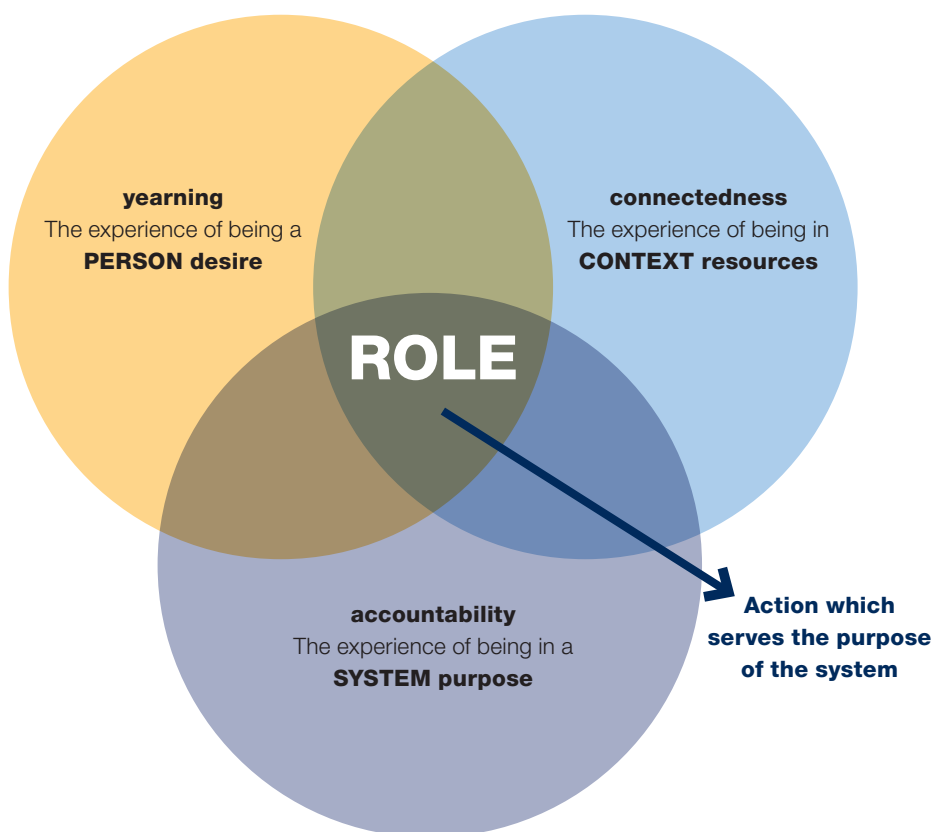 yearning
The experience of being a
PERSON desire
connectedness
The experience of being in
CONTEXT resources
ROLE
accountability
The experience of being in a
SYSTEM purpose
Action which
serves the purpose
of the system